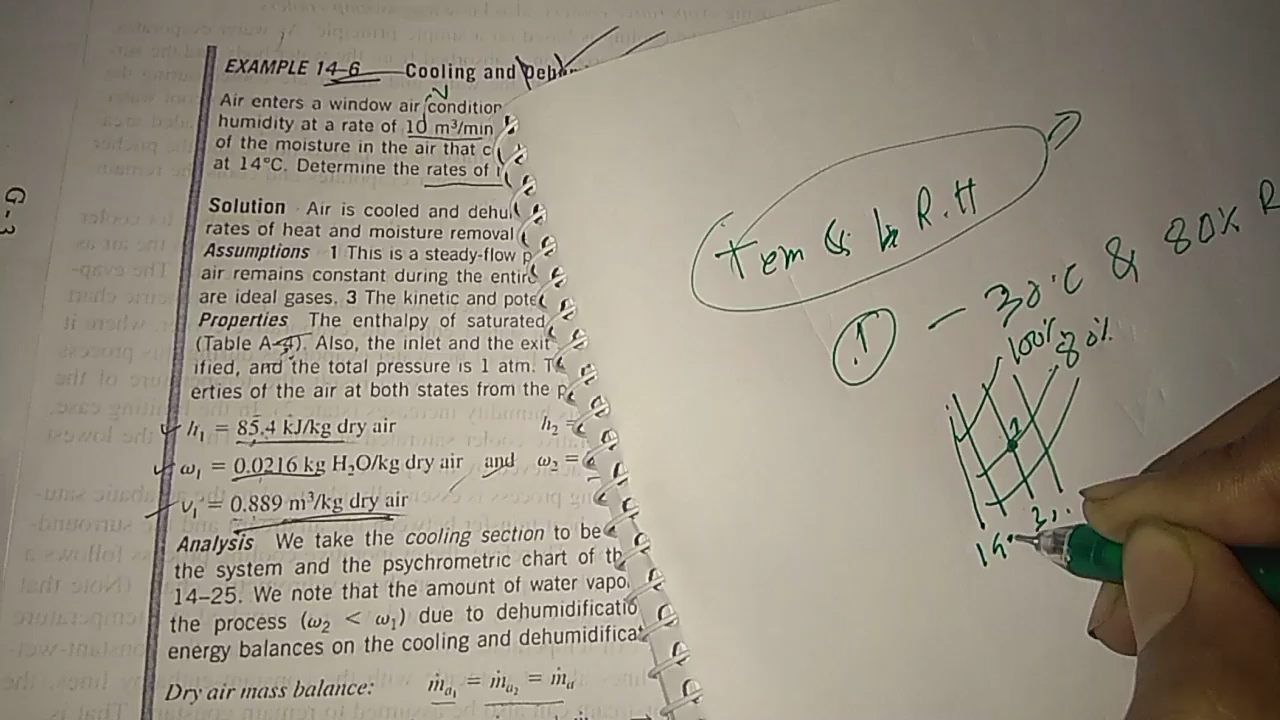 EXAMPLE 14–6 Cooling and Deh
Air enters a window air condition
humidity at a rate of 10 m³/min
of the moisture in the air that c
at 14°C. Determine the rates of
Solution Air is cooled and dehu
rates of heat and moisture removal
Assumptions 1 This is a steady-flow p
air remains constant during the entire
are ideal gases. 3 The kinetic and pote
Properties The enthalpy of saturated
(Table A–4). Also, the inlet and the exit
ified, and the total pressure is 1 atm. T
erties of the air at both states from the p
h₁ = 85.4 kJ/kg dry air h₂ =
ω₁ = 0.0216 kg H₂O/kg dry air and ω₂ =
v₁ = 0.889 m³/kg dry air
Analysis We take the cooling section to be
the system and the psychrometric chart of th
14–25. We note that the amount of water vapo
the process (ω₂ < ω₁) due to dehumidificatio
energy balances on the cooling and dehumidificat
Dry air mass balance: ṁa₁ = ṁa₂ = ṁa
G-3
Tem & R.H
① – 30°C & 80% R
100% 80%